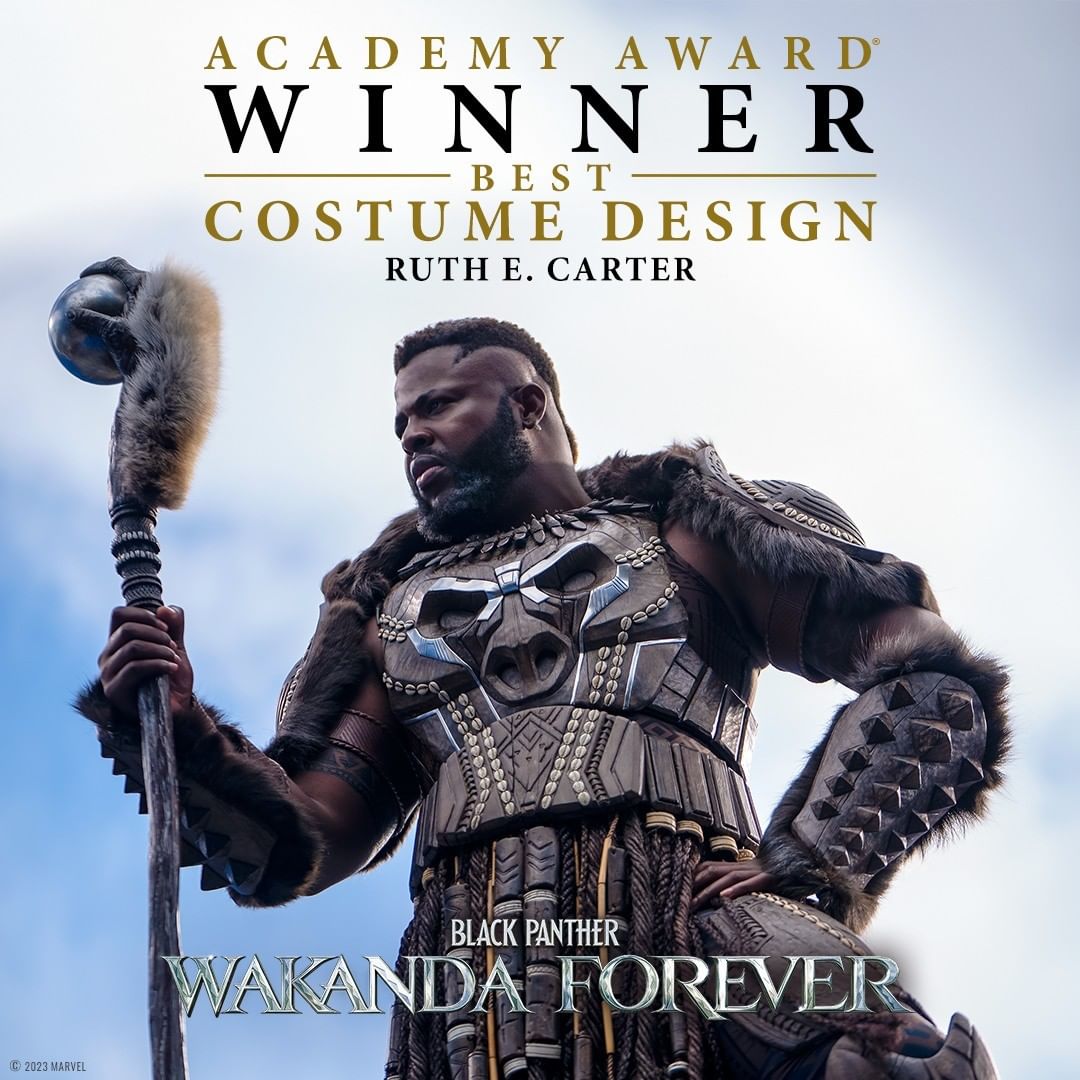 ACADEMY AWARD®
WINNER
BEST
COSTUME DESIGN
RUTH E. CARTER
BLACK PANTHER
WAKANDA FOREVER
© 2023 MARVEL